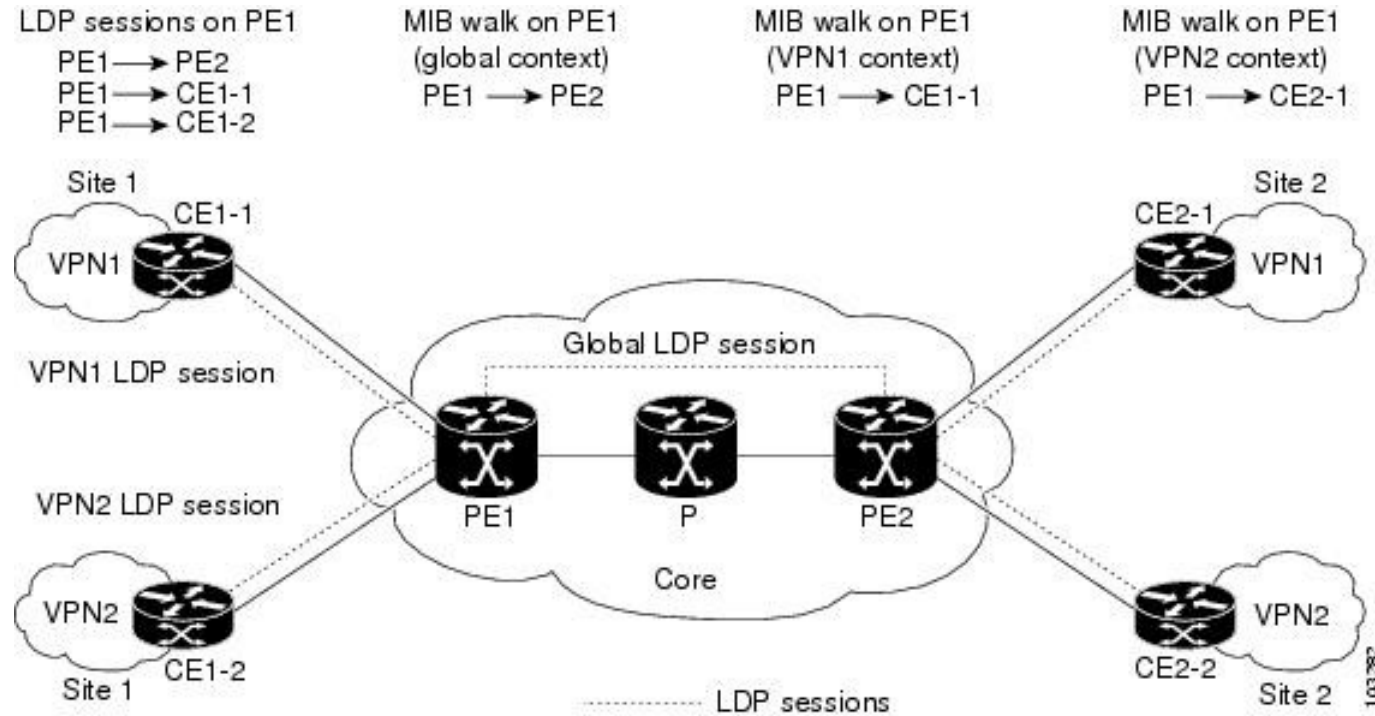 LDP sessions on PE1
PE1 → PE2
PE1 → CE1-1
PE1 → CE1-2
MIB walk on PE1
(global context)
PE1 → PE2
MIB walk on PE1
(VPN1 context)
PE1 → CE1-1
MIB walk on PE1
(VPN2 context)
PE1 → CE2-1
Site 1
CE1-1
VPN1
Site 2
CE2-1
VPN1
Global LDP session
VPN1 LDP session
VPN2 LDP session
PE1
P
PE2
Core
VPN2
CE1-2
Site 1
VPN2
CE2-2
Site 2
LDP sessions
103287